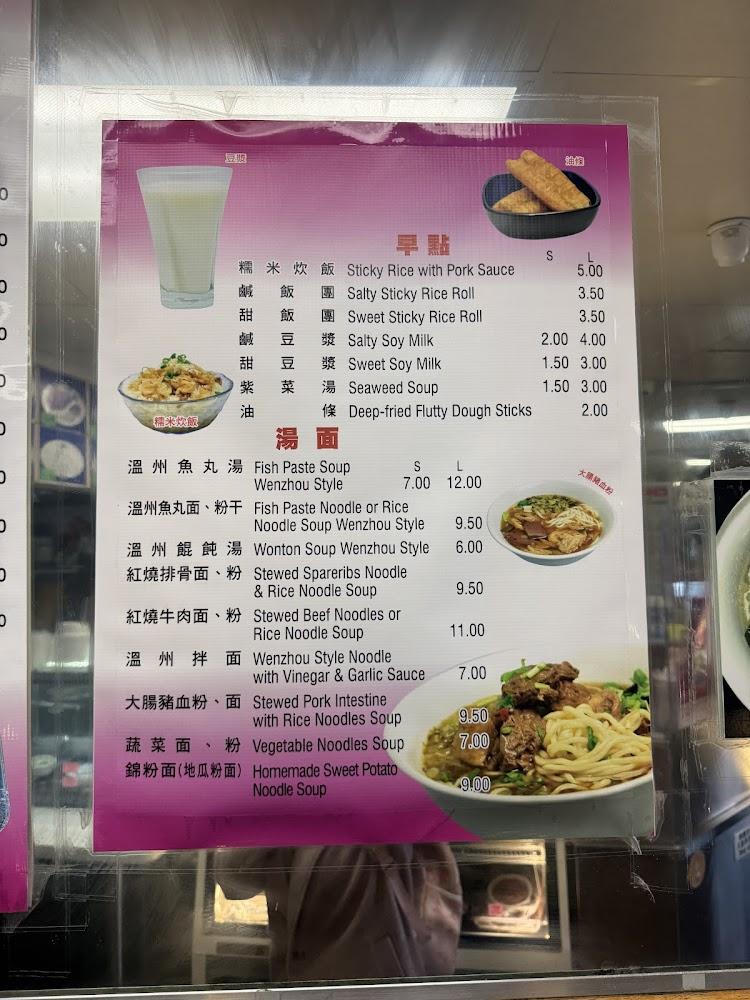 豆漿
油條
早點
S L
糯米炊飯 Sticky Rice with Pork Sauce 5.00
鹹飯團 Salty Sticky Rice Roll 3.50
甜飯團 Sweet Sticky Rice Roll 3.50
鹹豆漿 Salty Soy Milk 2.00 4.00
甜豆漿 Sweet Soy Milk 1.50 3.00
紫菜湯 Seaweed Soup 1.50 3.00
油條 Deep-fried Flutty Dough Sticks 2.00
糯米炊飯
湯面
溫州魚丸湯 Fish Paste Soup S L
Wenzhou Style 7.00 12.00
大腸豬血粉
溫州魚丸面、粉干 Fish Paste Noodle or Rice
Noodle Soup Wenzhou Style 9.50
溫州餛飩湯 Wonton Soup Wenzhou Style 6.00
紅燒排骨面、粉 Stewed Spareribs Noodle
& Rice Noodle Soup 9.50
紅燒牛肉面、粉 Stewed Beef Noodles or
Rice Noodle Soup 11.00
溫州拌面 Wenzhou Style Noodle
with Vinegar & Garlic Sauce 7.00
大腸豬血粉、面 Stewed Pork Intestine
with Rice Noodles Soup 9.50
蔬菜面、粉 Vegetable Noodles Soup 7.00
錦粉面(地瓜粉面) Homemade Sweet Potato
Noodle Soup 9.00